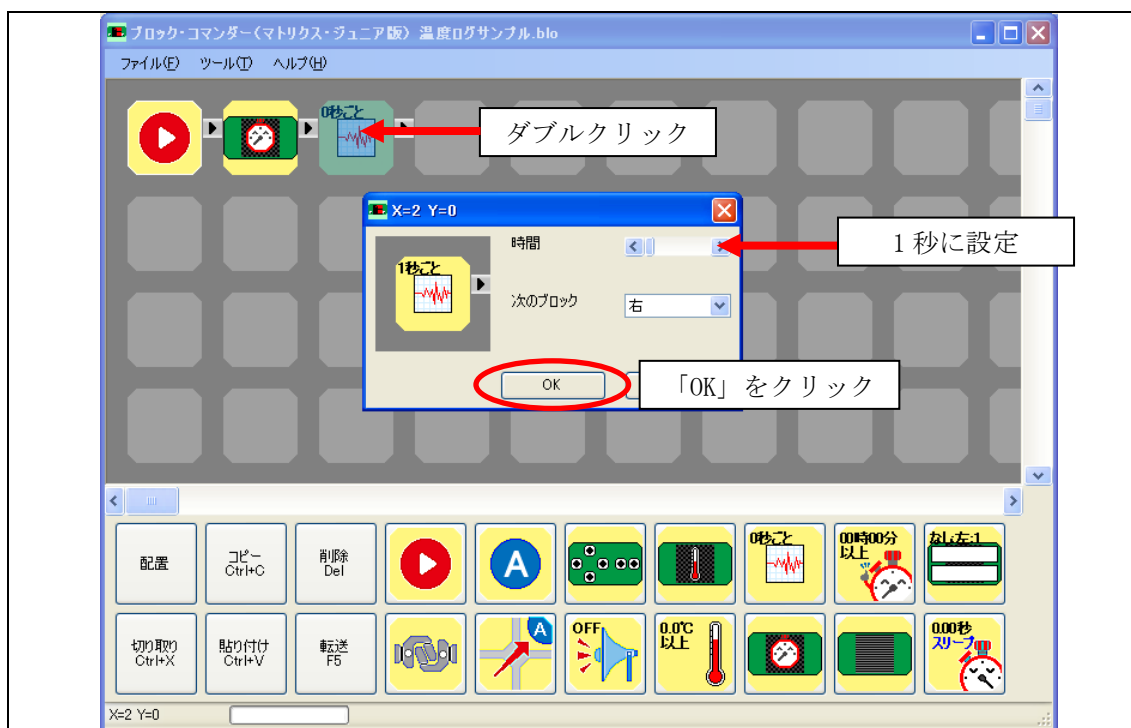 ブロック・コマンダー(マトリクス・ジュニア版) 温度ログサンプル.blo
ファイル(F) ツール(T) ヘルプ(H)
0秒ごと
ダブルクリック
X=2 Y=0
時間
1秒に設定
1秒ごと
次のブロック
右
OK
「OK」をクリック
配置
コピー
Ctrl+C
削除
Del
A
0秒ごと
00時00分
以上
なし左:1
切り取り
Ctrl+X
貼り付け
Ctrl+V
転送
F5
A
OFF
0.0℃
以上
0.00秒
スリープ
X=2 Y=0